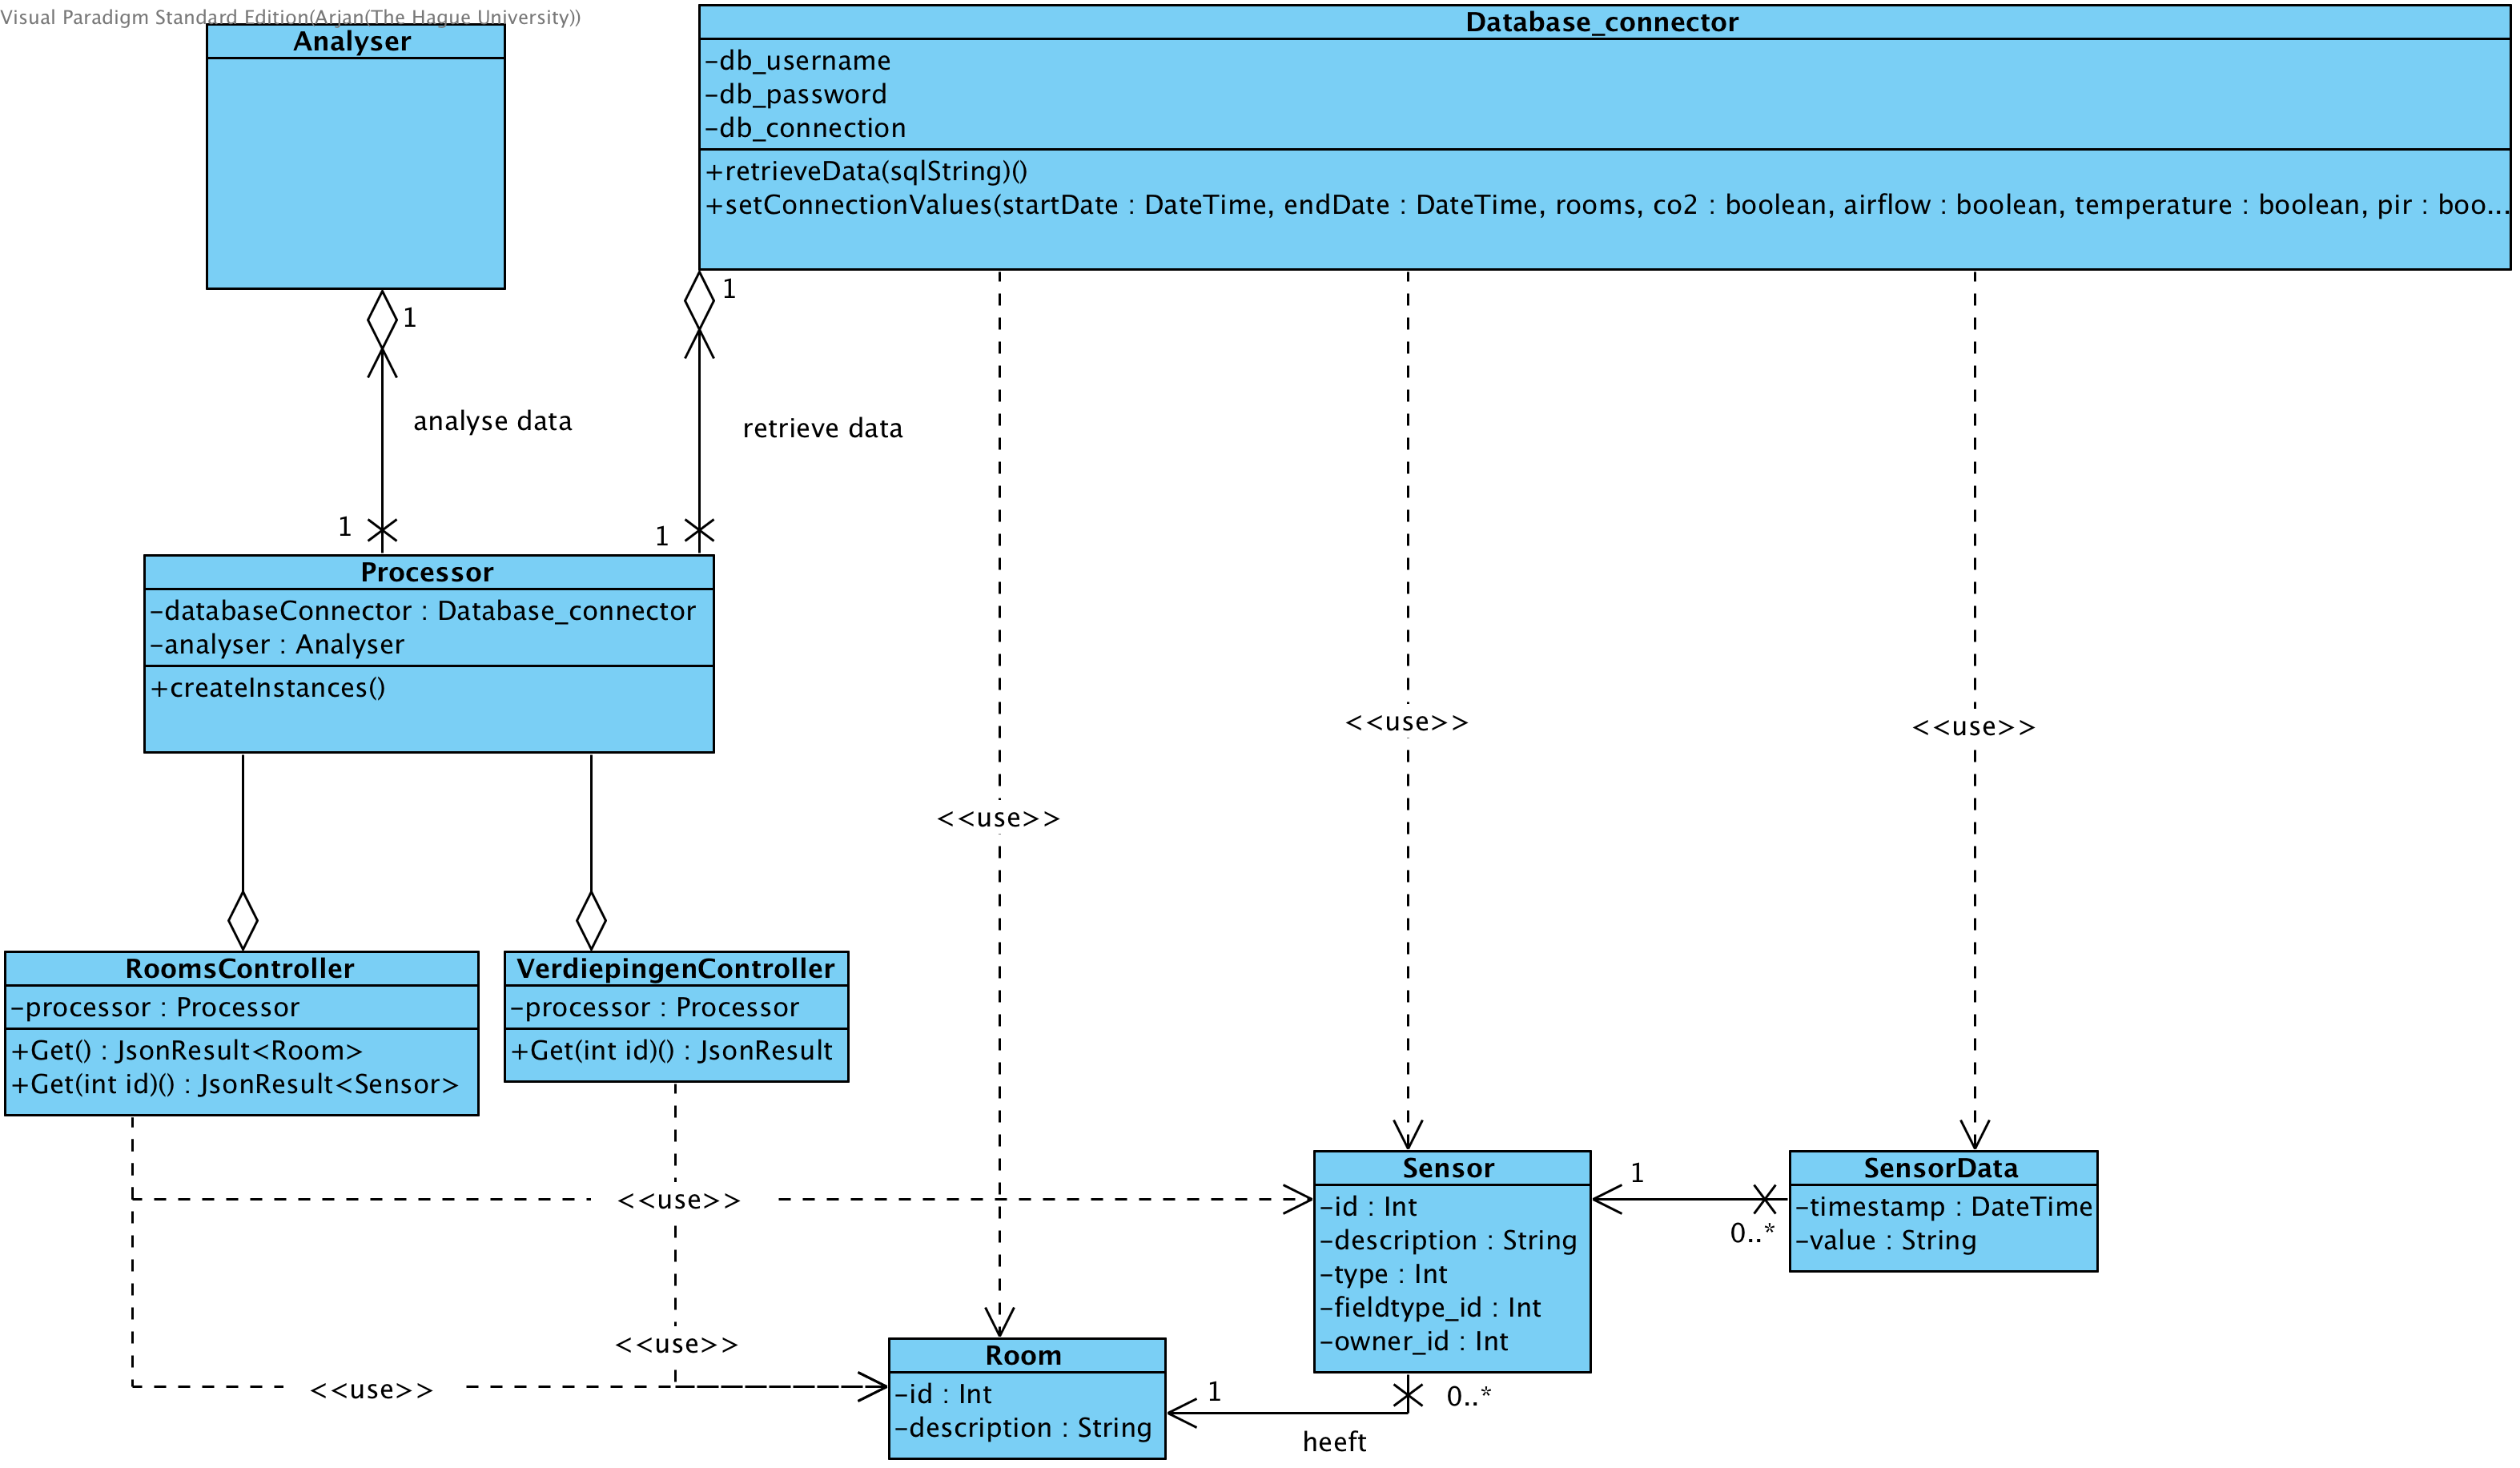 Visual Paradigm Standard Edition(Arjan(The Hague University))
Analyser
Database_connector
-db_username
-db_password
-db_connection
+retrieveData(sqlString)()
+setConnectionValues(startDate : DateTime, endDate : DateTime, rooms, co2 : boolean, airflow : boolean, temperature : boolean, pir : boo...
1
1
analyse data
retrieve data
1
1
Processor
-databaseConnector : Database_connector
-analyser : Analyser
+createInstances()
<<use>>
<<use>>
<<use>>
RoomsController
-processor : Processor
+Get() : JsonResult<Room>
+Get(int id)() : JsonResult<Sensor>
VerdiepingenController
-processor : Processor
+Get(int id)() : JsonResult
Sensor
-id : Int
-description : String
-type : Int
-fieldtype_id : Int
-owner_id : Int
1
0..*
SensorData
-timestamp : DateTime
-value : String
<<use>>
<<use>>
<<use>>
Room
-id : Int
-description : String
1
0..*
heeft